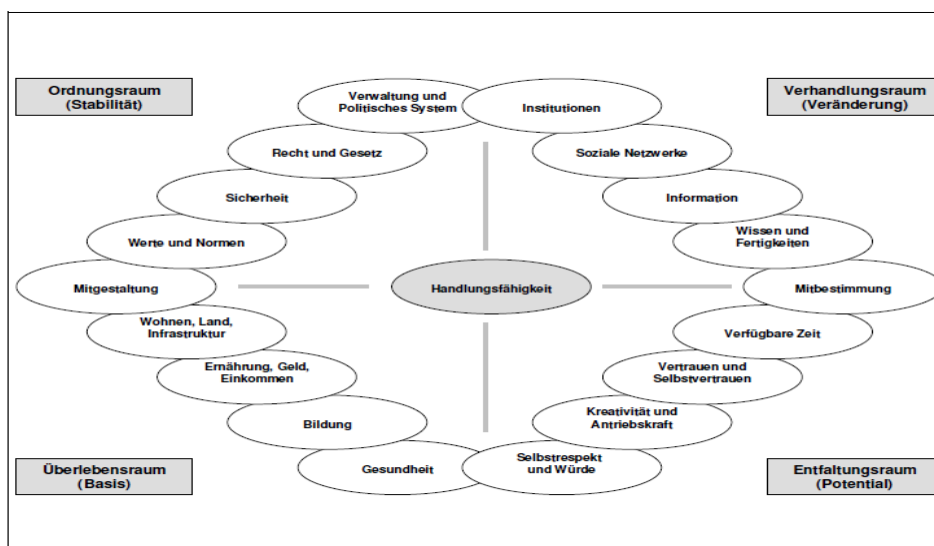 Ordnungsraum
(Stabilität)
Verwaltung und
Politisches System
Institutionen
Verhandlungsraum
(Veränderung)
Recht und Gesetz
Soziale Netzwerke
Sicherheit
Information
Werte und Normen
Wissen und
Fertigkeiten
Mitgestaltung
Handlungsfähigkeit
Mitbestimmung
Wohnen, Land,
Infrastruktur
Verfügbare Zeit
Ernährung, Geld,
Einkommen
Vertrauen und
Selbstvertrauen
Bildung
Kreativität und
Antriebskraft
Überlebensraum
(Basis)
Gesundheit
Selbstrespekt
und Würde
Entfaltungsraum
(Potential)